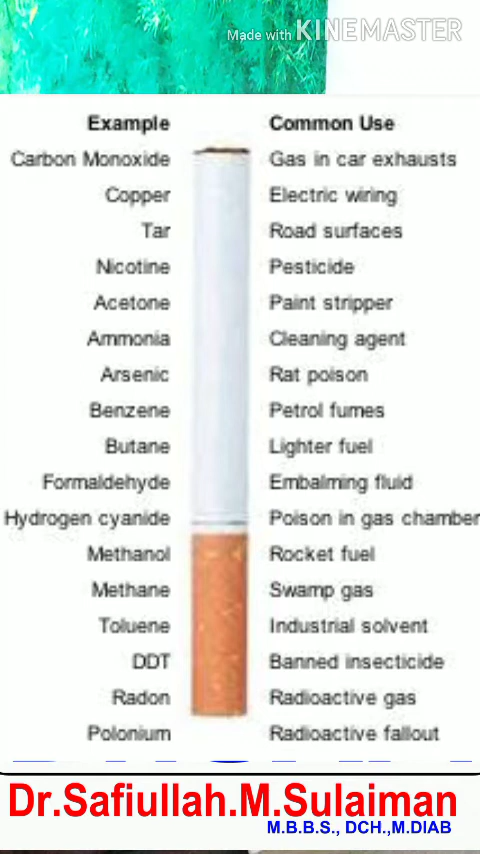 Made with KINEMASTER
Example Common Use
Carbon Monoxide Gas in car exhausts
Copper Electric wiring
Tar Road surfaces
Nicotine Pesticide
Acetone Paint stripper
Ammonia Cleaning agent
Arsenic Rat poison
Benzene Petrol fumes
Butane Lighter fuel
Formaldehyde Embalming fluid
Hydrogen cyanide Poison in gas chamber
Methanol Rocket fuel
Methane Swamp gas
Toluene Industrial solvent
DDT Banned insecticide
Radon Radioactive gas
Polonium Radioactive fallout
Dr.Safiullah.M.Sulaiman
M.B.B.S., DCH.,M.DIAB